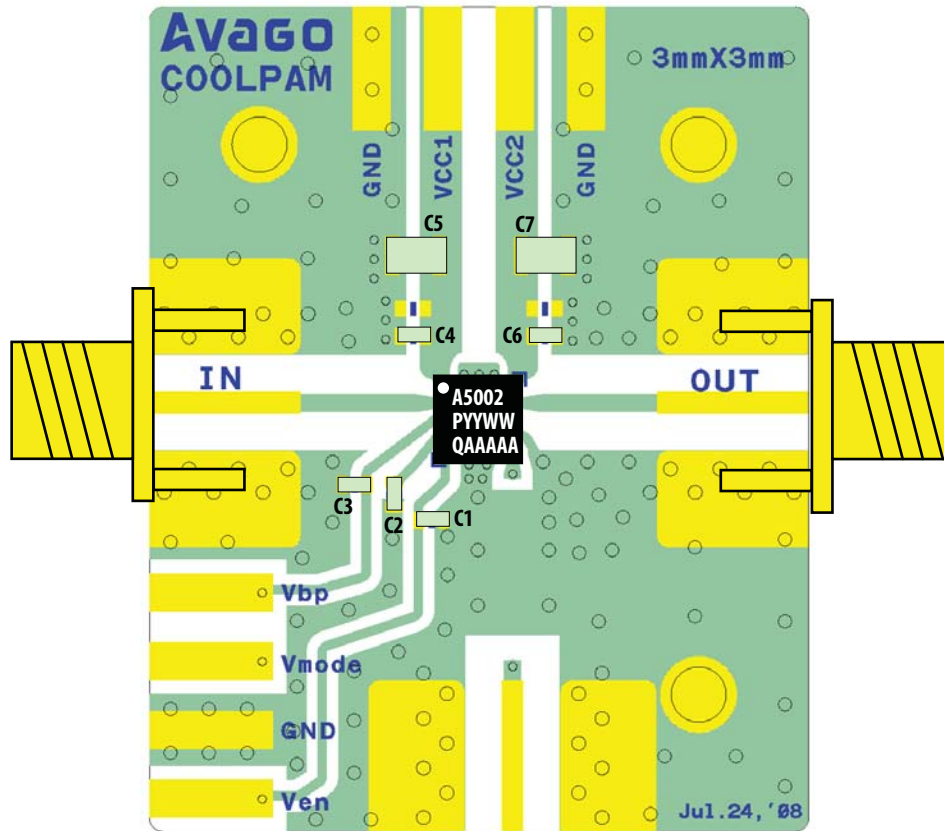 AVAGO
COOLPAM
3mmX3mm
GND
VCC1
VCC2
GND
C5
C7
C4
C6
IN
OUT
A5002
PYYWW
QAAAAA
C3
C2
C1
Vbp
Vmode
GND
Ven
Jul.24,'08